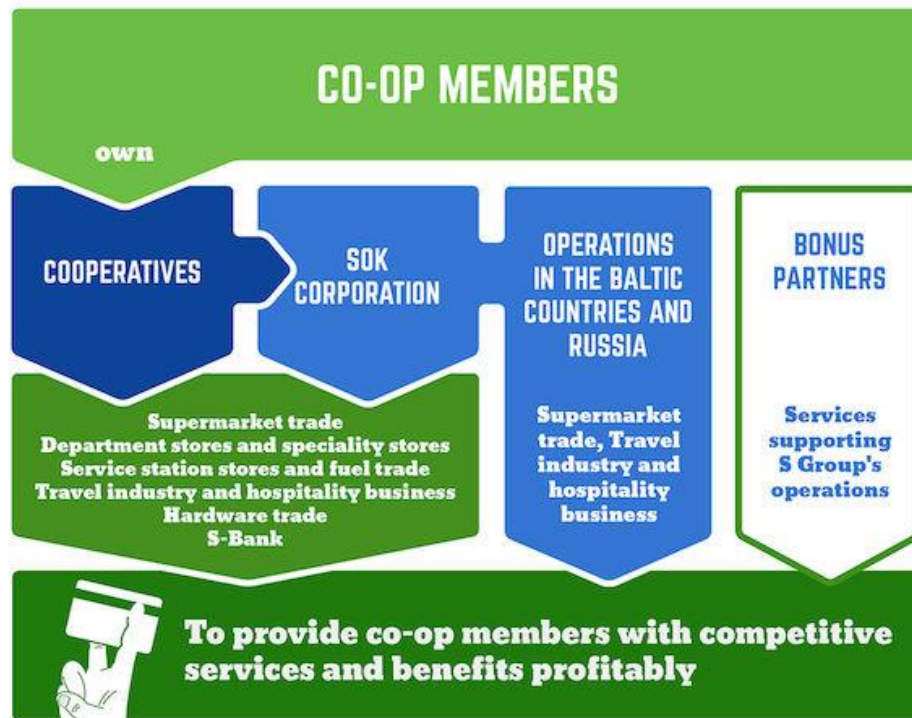 CO-OP MEMBERS
own
COOPERATIVES
SOK
CORPORATION
OPERATIONS
IN THE BALTIC
COUNTRIES AND
RUSSIA
BONUS
PARTNERS
Supermarket trade
Department stores and speciality stores
Service station stores and fuel trade
Travel industry and hospitality business
Hardware trade
S-Bank
Supermarket
trade, Travel
industry and
hospitality
business
Services
supporting
S Group's
operations
To provide co-op members with competitive
services and benefits profitably